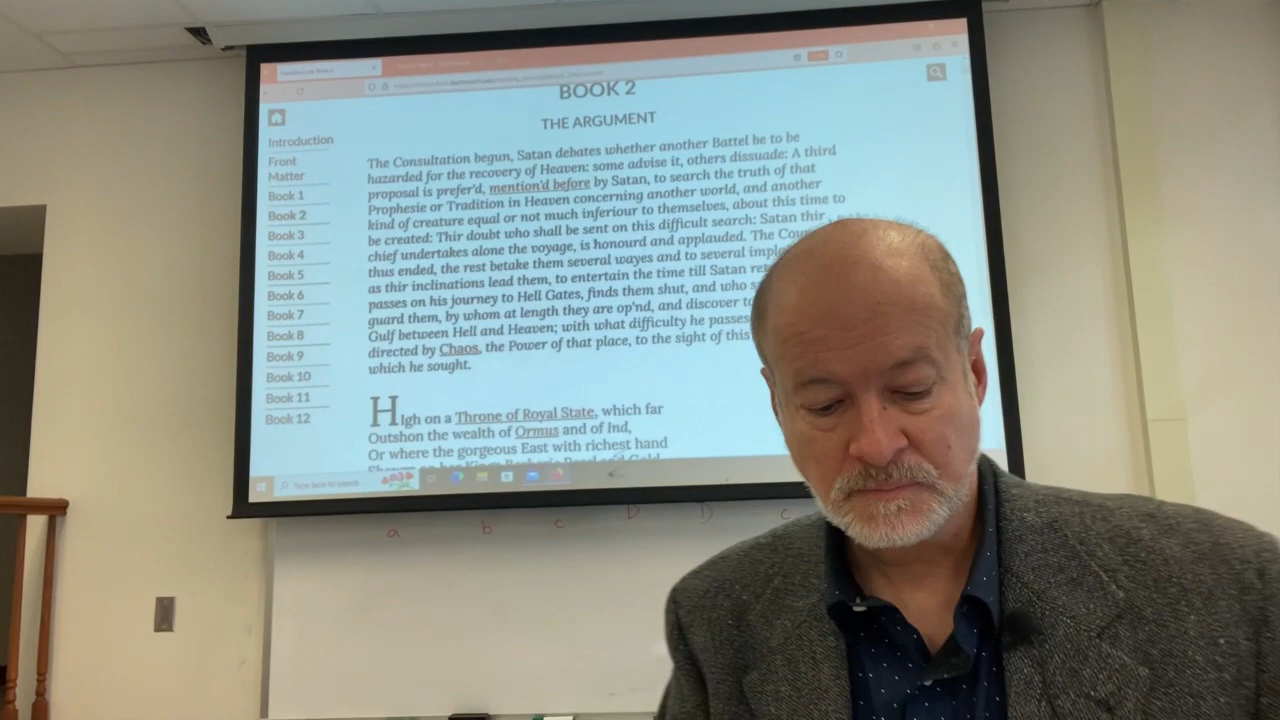 BOOK 2
THE ARGUMENT
Introduction
Front
Matter
Book 1
Book 2
Book 3
Book 4
Book 5
Book 6
Book 7
Book 8
Book 9
Book 10
Book 11
Book 12
The Consultation begun, Satan debates whether another Battel be to be
hazarded for the recovery of Heaven: some advise it, others dissuade: A third
proposal is prefer'd, mention'd before by Satan, to search the truth of that
Prophesie or Tradition in Heaven concerning another world, and another
kind of creature equal or not much inferiour to themselves, about this time to
be created: Thir doubt who shall be sent on this difficult search: Satan thir
chief undertakes alone the voyage, is honourd and applauded. The
thus ended, the rest betake them several wayes and to several
as thir inclinations lead them, to entertain the time till Satan
passes on his journey to Hell Gates, finds them shut, and who
guard them, by whom at length they are op'nd, and discover
Gulf between Hell and Heaven; with what difficulty he
directed by Chaos, the Power of that place, to the sight of this
which he sought.
HIgh on a Throne of Royal State, which far
Outshon the wealth of Ormus and of Ind,
Or where the gorgeous East with richest hand
Type here to search
a b c D D c